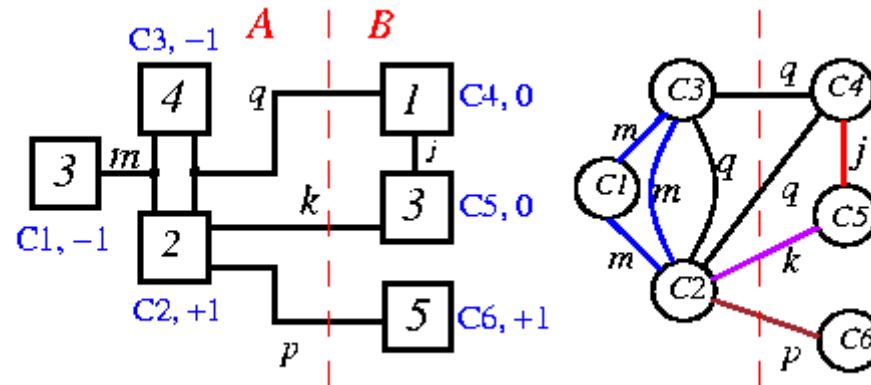 A B
C3, −1
4
q
1
C4, 0
j
3
m
k
3
C5, 0
C1, −1
2
C2, +1
5
C6, +1
p
C3
q
C4
m
C1
m
q
j
q
C5
m
k
C2
p
C6